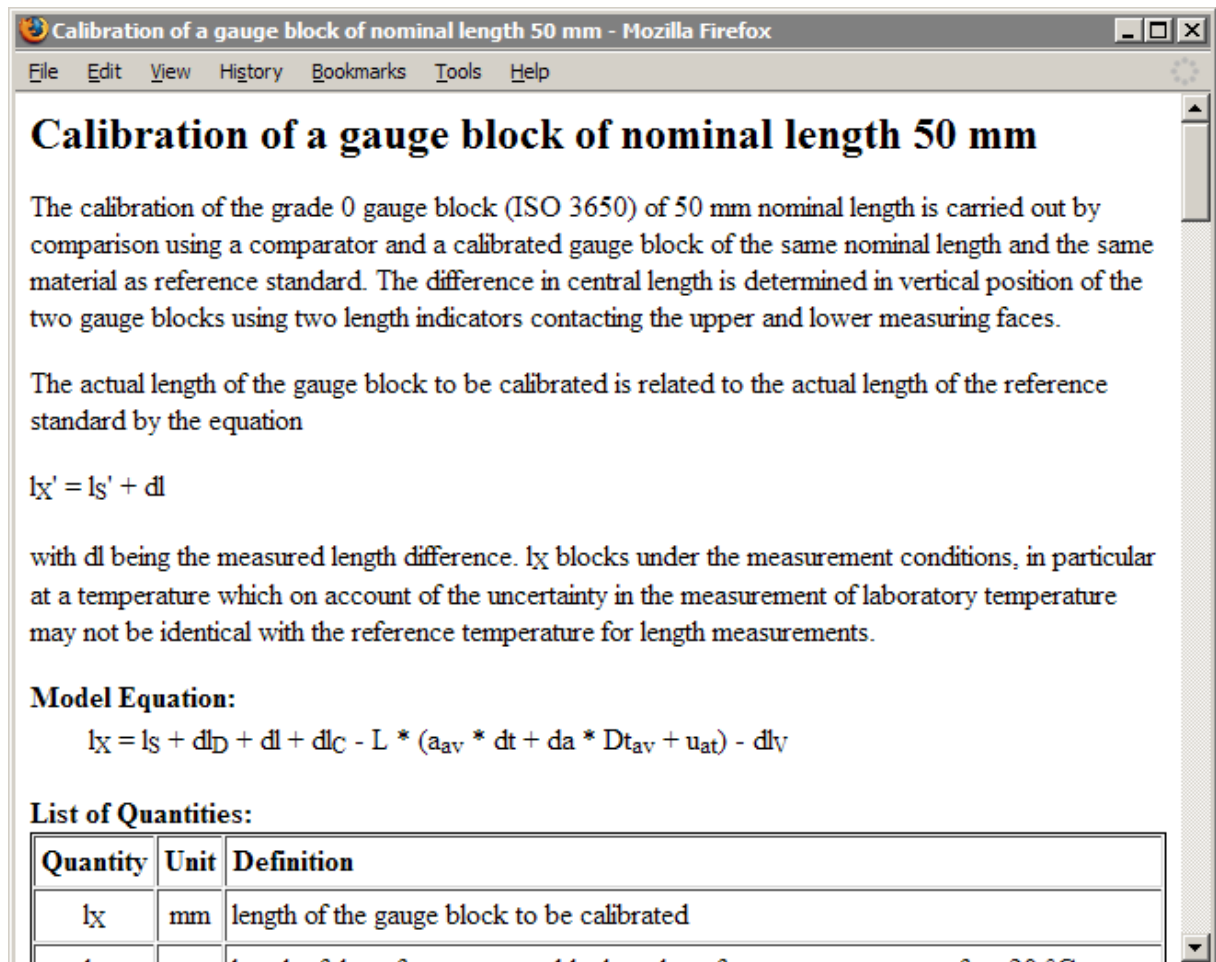 Calibration of a gauge block of nominal length 50 mm - Mozilla Firefox
File Edit View History Bookmarks Tools Help
Calibration of a gauge block of nominal length 50 mm
The calibration of the grade 0 gauge block (ISO 3650) of 50 mm nominal length is carried out by
comparison using a comparator and a calibrated gauge block of the same nominal length and the same
material as reference standard. The difference in central length is determined in vertical position of the
two gauge blocks using two length indicators contacting the upper and lower measuring faces.
The actual length of the gauge block to be calibrated is related to the actual length of the reference
standard by the equation
lX' = lS' + dl
with dl being the measured length difference. lX blocks under the measurement conditions, in particular
at a temperature which on account of the uncertainty in the measurement of laboratory temperature
may not be identical with the reference temperature for length measurements.
Model Equation:
lX = lS + dlD + dl + dlC - L * (aav * dt + da * Dtav + uat) - dlV
List of Quantities:
Quantity Unit Definition
lX mm length of the gauge block to be calibrated